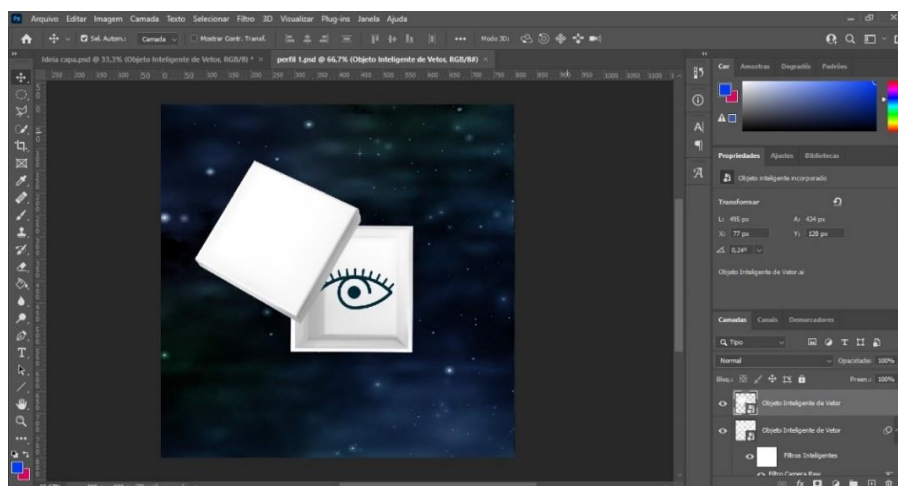 Ps Arquivo Editar Imagem Camada Texto Selecionar Filtro 3D Visualizar Plug-ins Janela Ajuda
Sel. Autom.: Camada Mostrar Contr. Transf. Modo 3D:
Ideia capa.psd @ 33,3% (Objeto Inteligente de Vetor, RGB/8) * × perfil 1.psd @ 66,7% (Objeto Inteligente de Vetor, RGB/8#) ×
Cor Amostras Degradês Padrões
Propriedades Ajustes Bibliotecas
Objeto inteligente incorporado
Transformar
L: 495 px A: 434 px
X: 77 px Y: 128 px
0,24º
Objeto Inteligente de Vetor.ai
Camadas Canais Demarcadores
Tipo
Normal Opacidade: 100%
Bloq.: Preen.: 100%
Objeto Inteligente de Vetor
Objeto Inteligente de Vetor
Filtros Inteligentes
Filtro Camera Raw